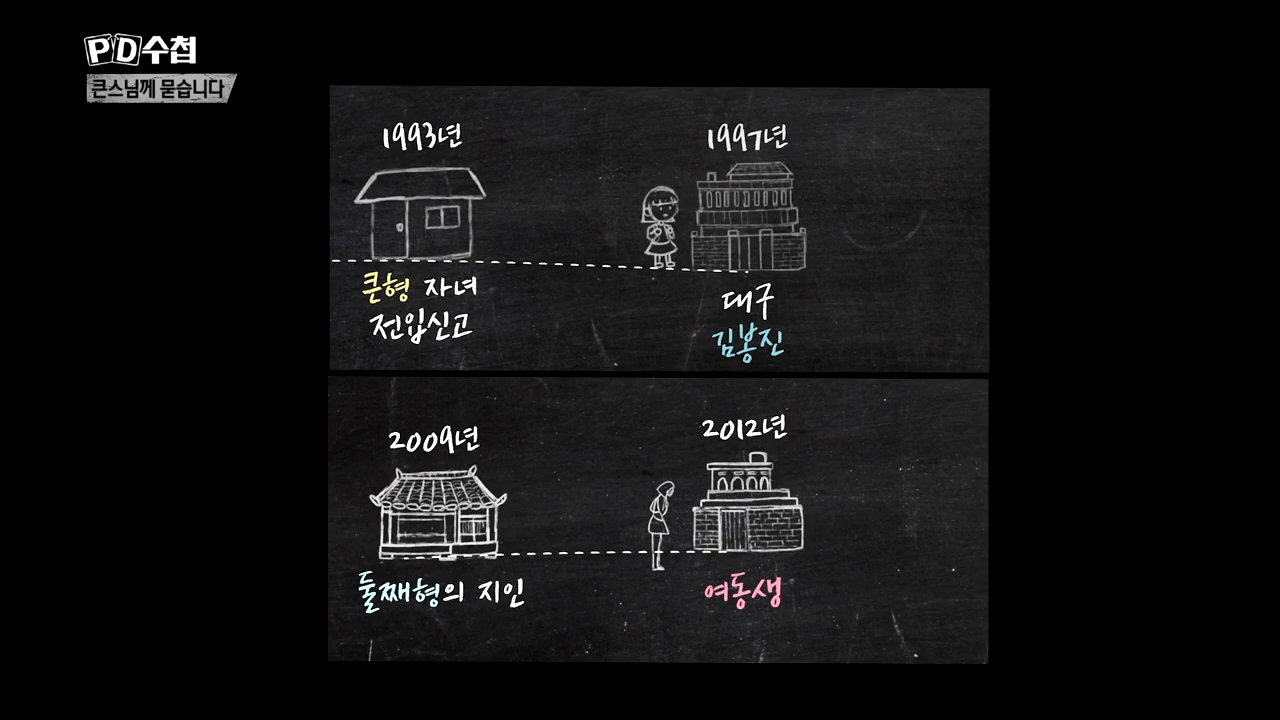 PD수첩
큰스님께 묻습니다
1993년
큰형 자녀
전입신고
1997년
대구
김봉진
2009년
둘째형의 지인
2012년
여동생